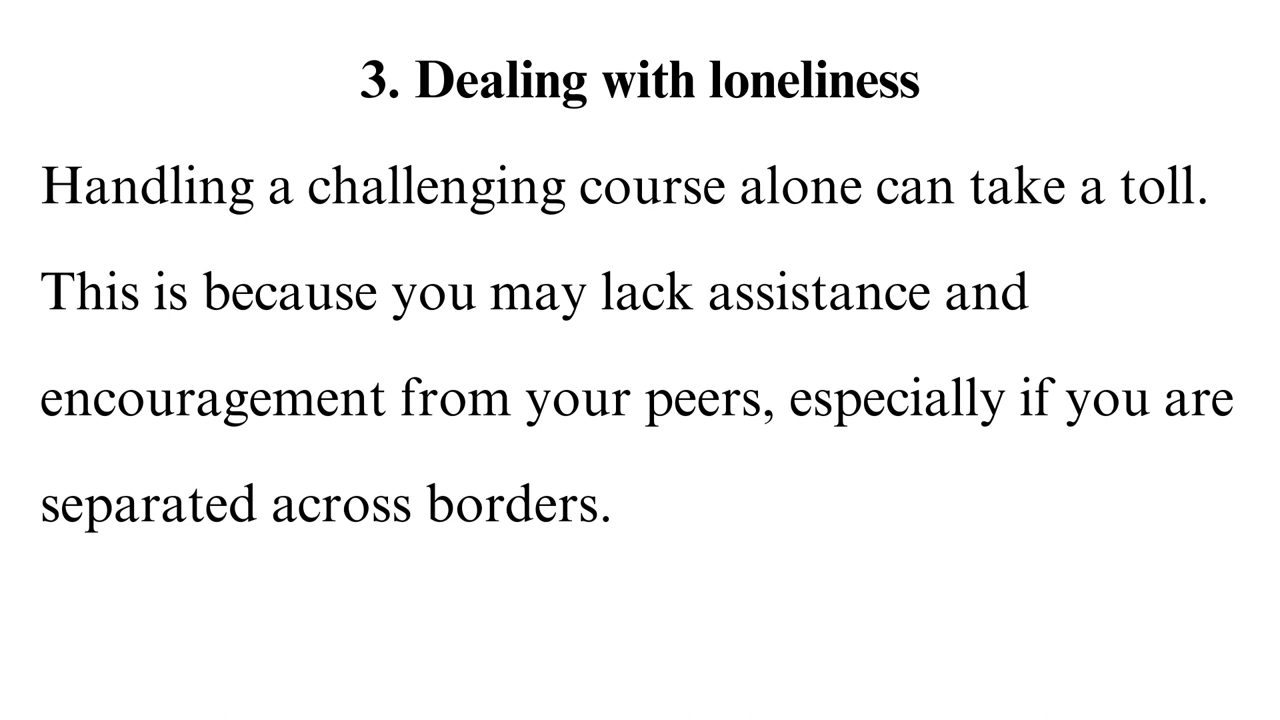 3. Dealing with loneliness
Handling a challenging course alone can take a toll.
This is because you may lack assistance and
encouragement from your peers, especially if you are
separated across borders.